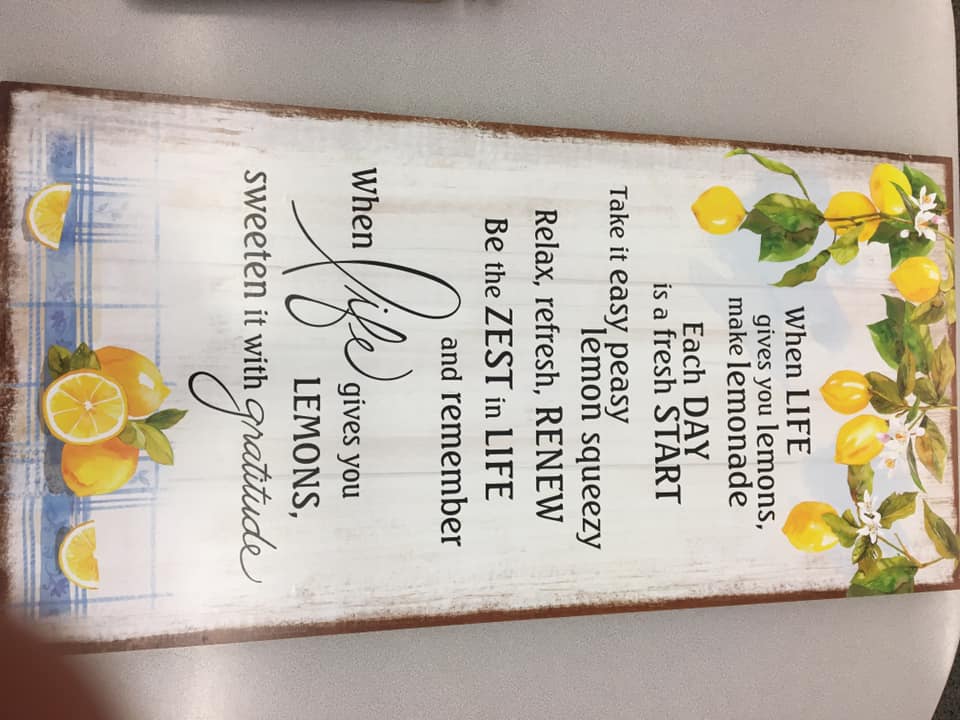 When LIFE
gives you lemons,
make lemonade
Each DAY
is a fresh START
Take it easy peasy
lemon squeezy
Relax, refresh, RENEW
Be the ZEST in LIFE
and remember
When life gives you
LEMONS,
sweeten it with gratitude